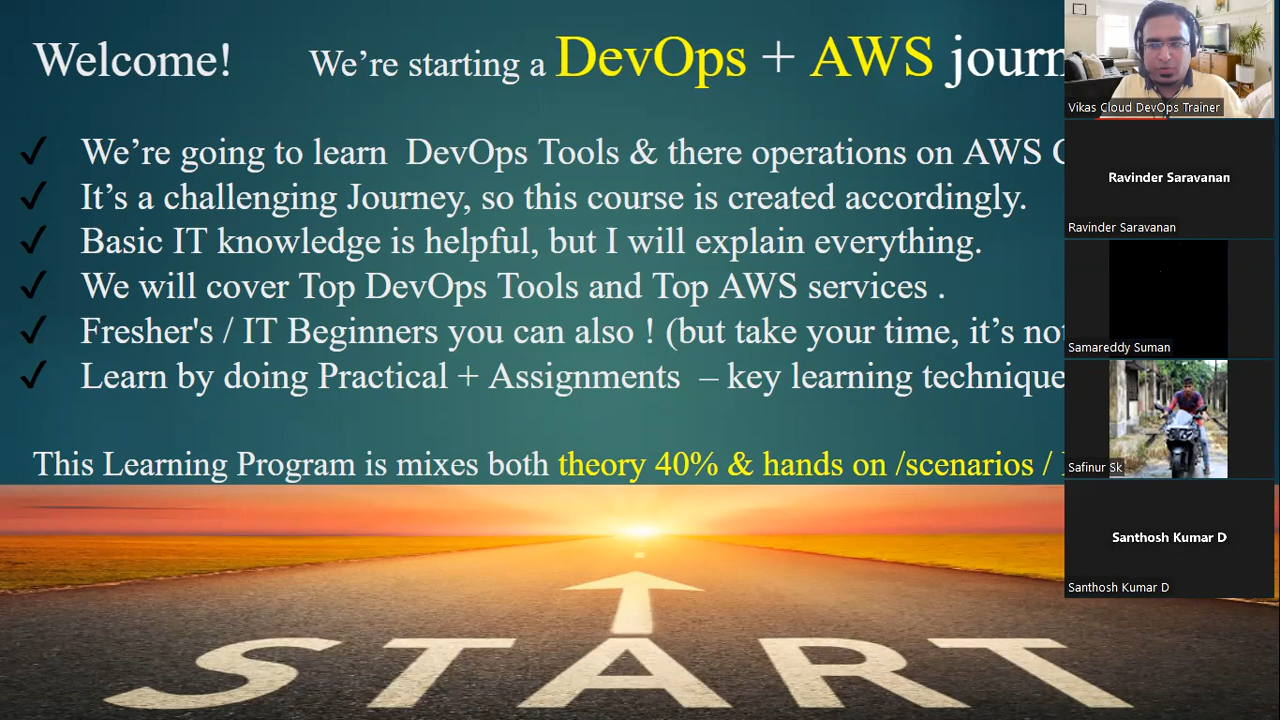 Welcome! We’re starting a DevOps + AWS journ
✓ We’re going to learn DevOps Tools & there operations on AWS C
✓ It’s a challenging Journey, so this course is created accordingly.
✓ Basic IT knowledge is helpful, but I will explain everything.
✓ We will cover Top DevOps Tools and Top AWS services .
✓ Fresher's / IT Beginners you can also ! (but take your time, it’s not
✓ Learn by doing Practical + Assignments – key learning technique
This Learning Program is mixes both theory 40% & hands on /scenarios /
START
Vikas Cloud DevOps Trainer
Ravinder Saravanan
Ravinder Saravanan
Samareddy Suman
Safinur Sk
Santhosh Kumar D
Santhosh Kumar D